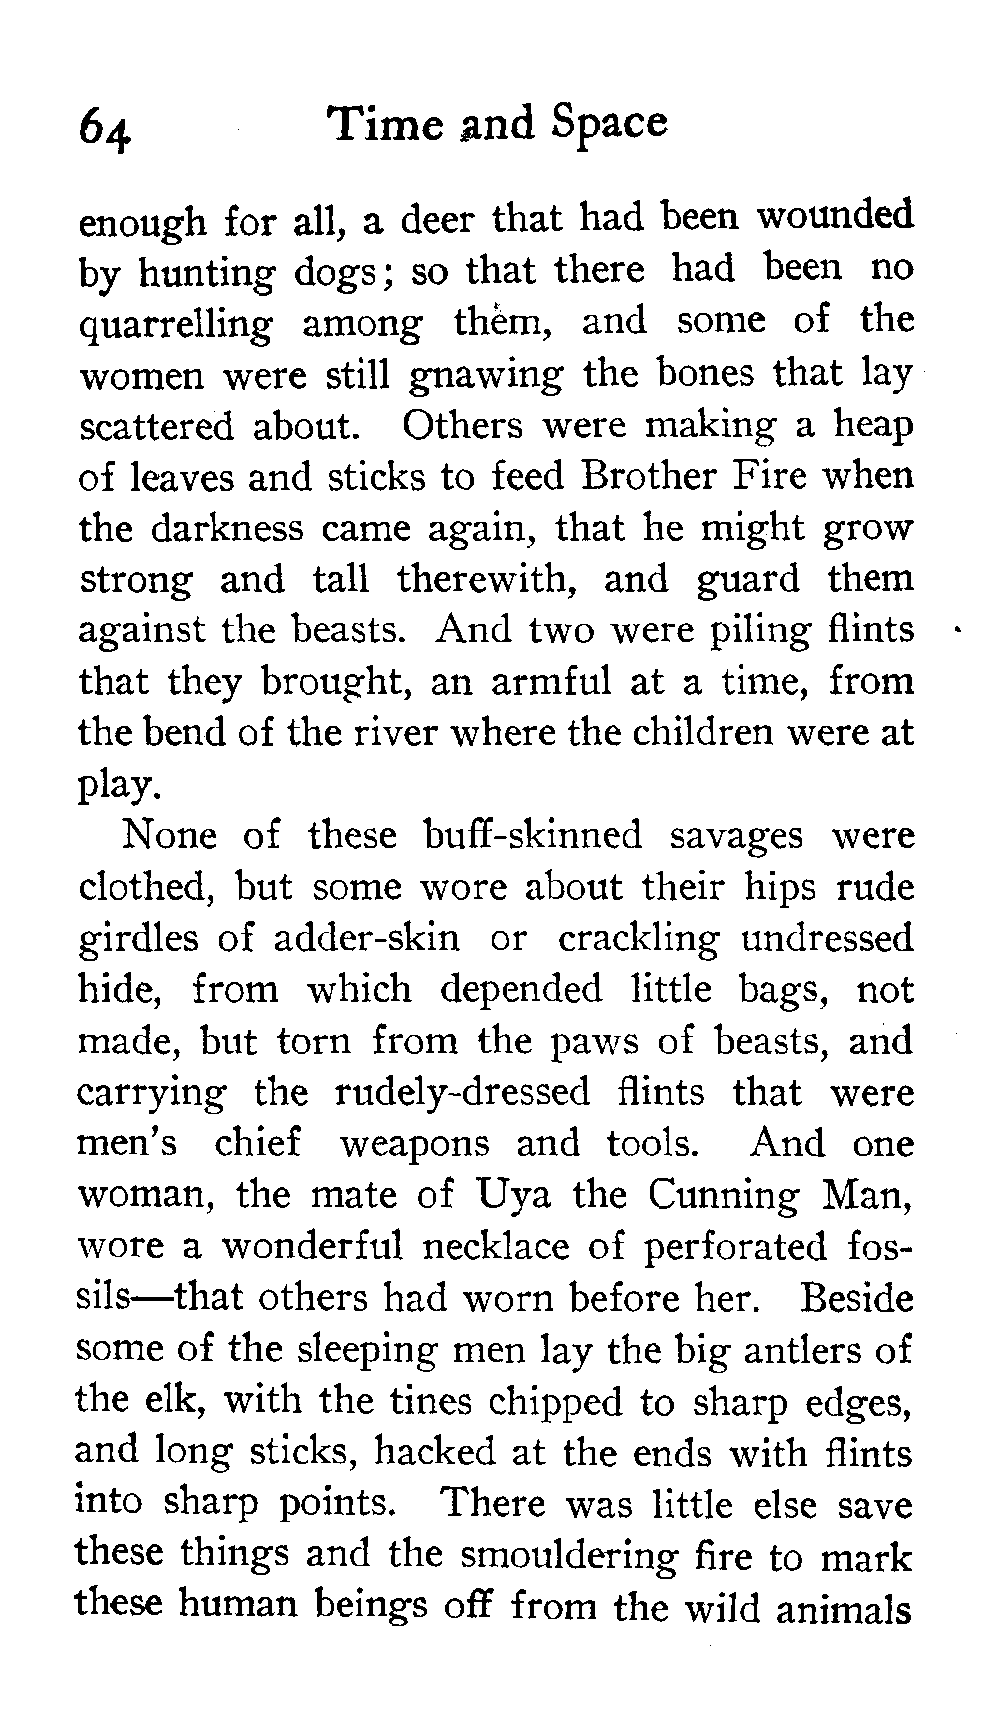 64 Time and Space
enough for all, a deer that had been wounded
by hunting dogs; so that there had been no
quarrelling among them, and some of the
women were still gnawing the bones that lay
scattered about. Others were making a heap
of leaves and sticks to feed Brother Fire when
the darkness came again, that he might grow
strong and tall therewith, and guard them
against the beasts. And two were piling flints
that they brought, an armful at a time, from
the bend of the river where the children were at
play.
None of these buff-skinned savages were
clothed, but some wore about their hips rude
girdles of adder-skin or crackling undressed
hide, from which depended little bags, not
made, but torn from the paws of beasts, and
carrying the rudely-dressed flints that were
men's chief weapons and tools. And one
woman, the mate of Uya the Cunning Man,
wore a wonderful necklace of perforated fos-
sils—that others had worn before her. Beside
some of the sleeping men lay the big antlers of
the elk, with the tines chipped to sharp edges,
and long sticks, hacked at the ends with flints
into sharp points. There was little else save
these things and the smouldering fire to mark
these human beings off from the wild animals